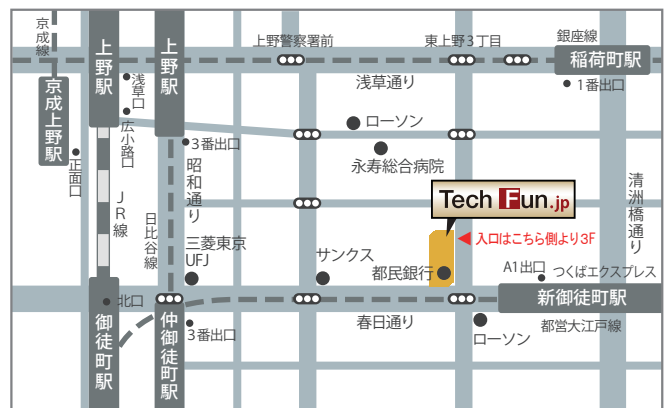 京成線
上野駅
上野駅
上野警察署前
東上野3丁目
銀座線
稲荷町駅
浅草口
浅草通り
1番出口
京成上野駅
広小路口
ローソン
3番出口
永寿総合病院
正面口
昭和通り
JR線
清洲橋通り
Tech Fun.jp
日比谷線
入口はこちら側より3F
三菱東京
UFJ
サンクス
都民銀行
A1出口
つくばエクスプレス
北口
新御徒町駅
御徒町駅
仲御徒町駅
3番出口
春日通り
ローソン
都営大江戸線